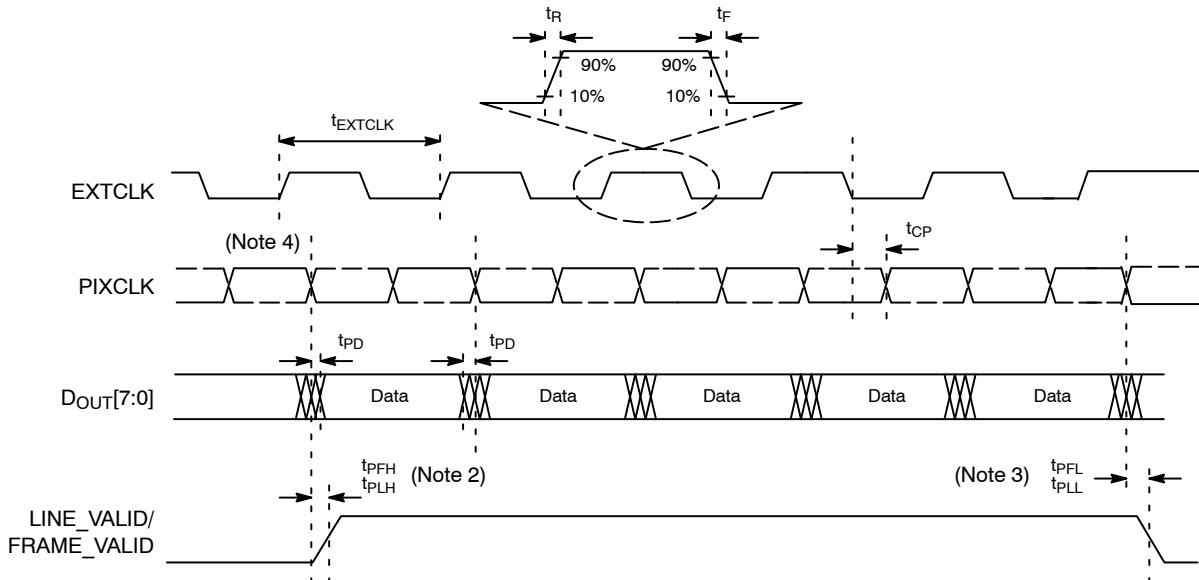 tR
tF
90%
90%
10%
10%
tEXTCLK
EXTCLK
tCP
(Note 4)
PIXCLK
tPD
tPD
DOUT[7:0]
Data
Data
Data
Data
Data
tPFH
tPLH
(Note 2)
(Note 3)
tPFL
tPLL
LINE_VALID/
FRAME_VALID